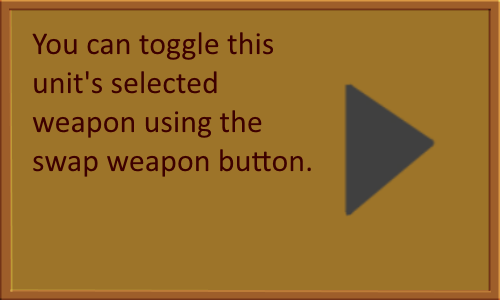 You can toggle this
unit's selected
weapon using the
swap weapon button.